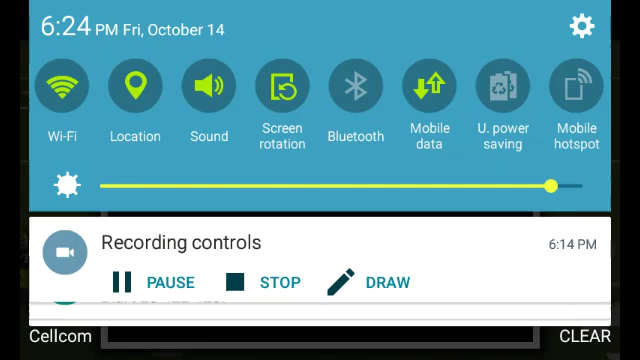 6:24 PM Fri, October 14
Wi-Fi
Location
Sound
Screen rotation
Bluetooth
Mobile data
U. power saving
Mobile hotspot
Recording controls
6:14 PM
PAUSE
STOP
DRAW
Cellcom
CLEAR